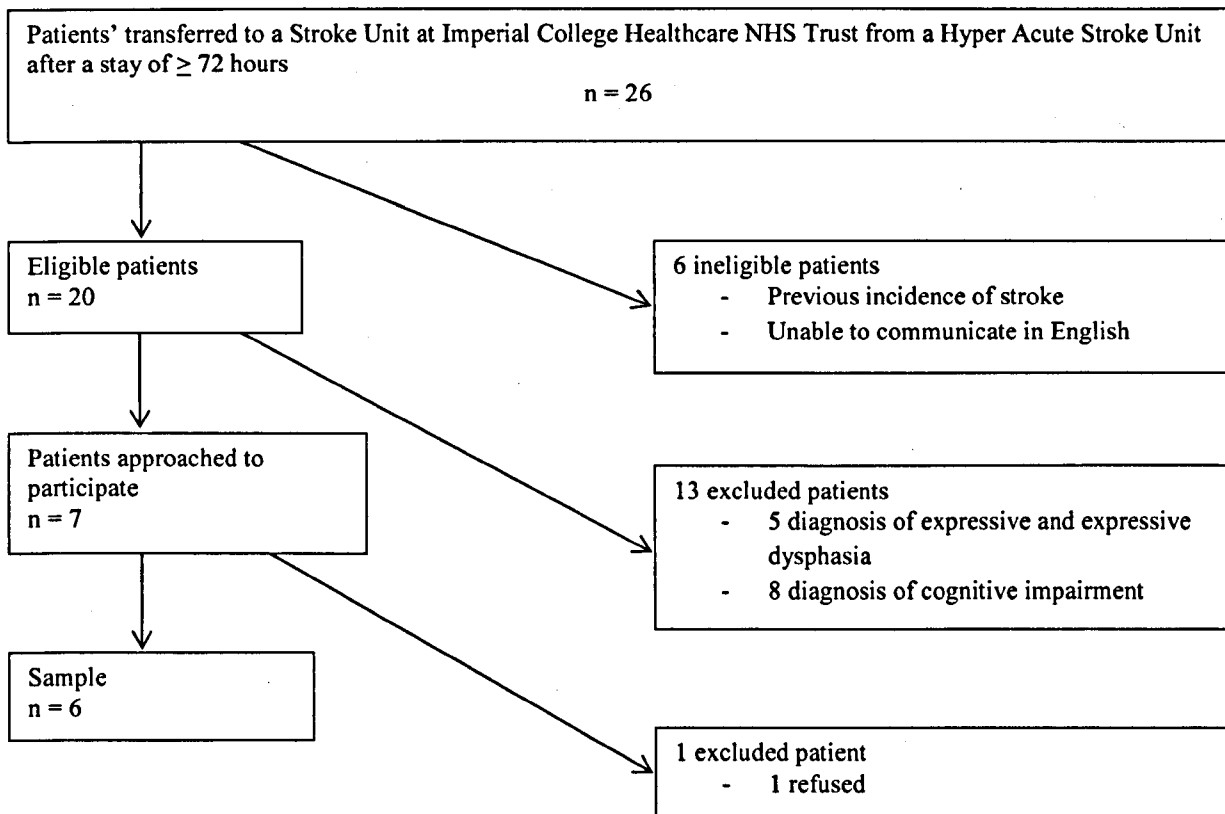 Patients' transferred to a Stroke Unit at Imperial College Healthcare NHS Trust from a Hyper Acute Stroke Unit
after a stay of ≥ 72 hours
n = 26
Eligible patients
n = 20
6 ineligible patients
- Previous incidence of stroke
- Unable to communicate in English
Patients approached to
participate
n = 7
13 excluded patients
- 5 diagnosis of expressive and expressive
dysphasia
- 8 diagnosis of cognitive impairment
Sample
n = 6
1 excluded patient
- 1 refused